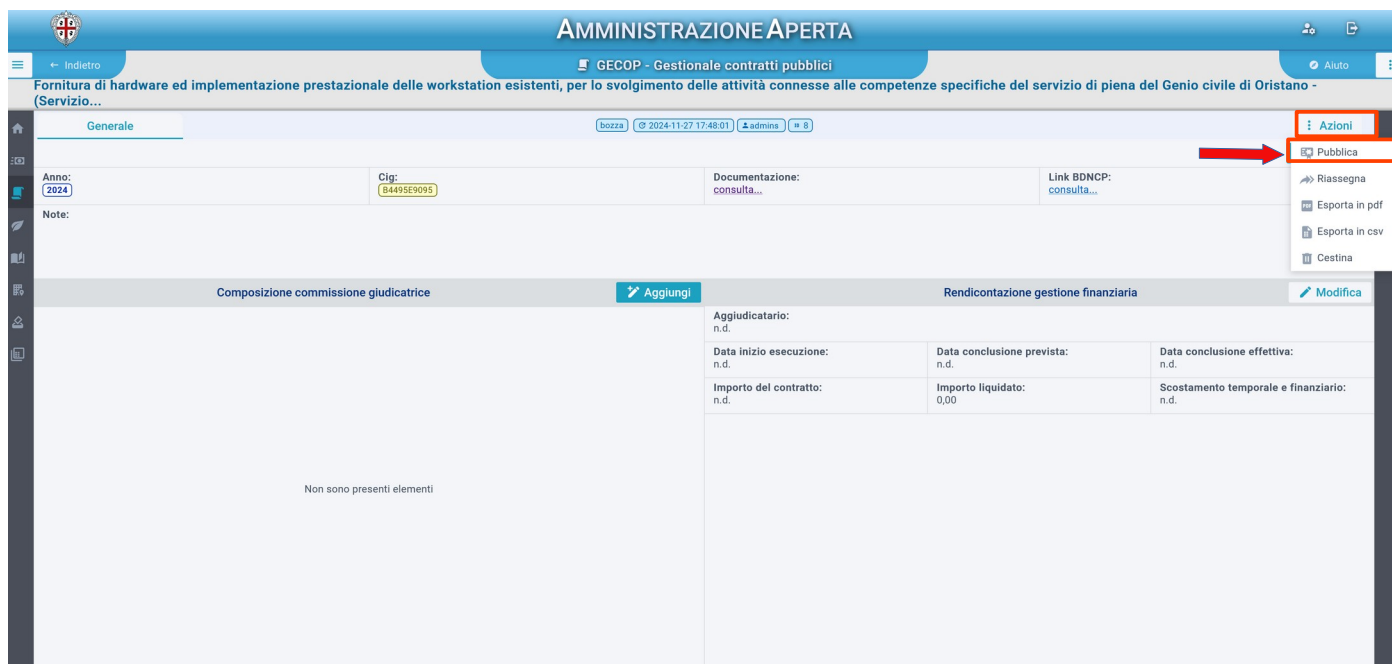 AMMINISTRAZIONE APERTA
← Indietro
GECOP - Gestionale contratti pubblici
Aiuto
Fornitura di hardware ed implementazione prestazionale delle workstation esistenti, per lo svolgimento delle attività connesse alle competenze specifiche del servizio di piena del Genio civile di Oristano -
(Servizio...
Generale
bozza 2024-11-27 17:48:01 admins 8
Azioni
Pubblica
Riassegna
Esporta in pdf
Esporta in csv
Cestina
Anno:
2024
Cig:
B4495E9095
Documentazione:
consulta...
Link BDNCP:
consulta...
Note:
Composizione commissione giudicatrice
Aggiungi
Rendicontazione gestione finanziaria
Modifica
Non sono presenti elementi
Aggiudicatario:
n.d.
Data inizio esecuzione:
n.d.
Data conclusione prevista:
n.d.
Data conclusione effettiva:
n.d.
Importo del contratto:
n.d.
Importo liquidato:
0,00
Scostamento temporale e finanziario:
n.d.